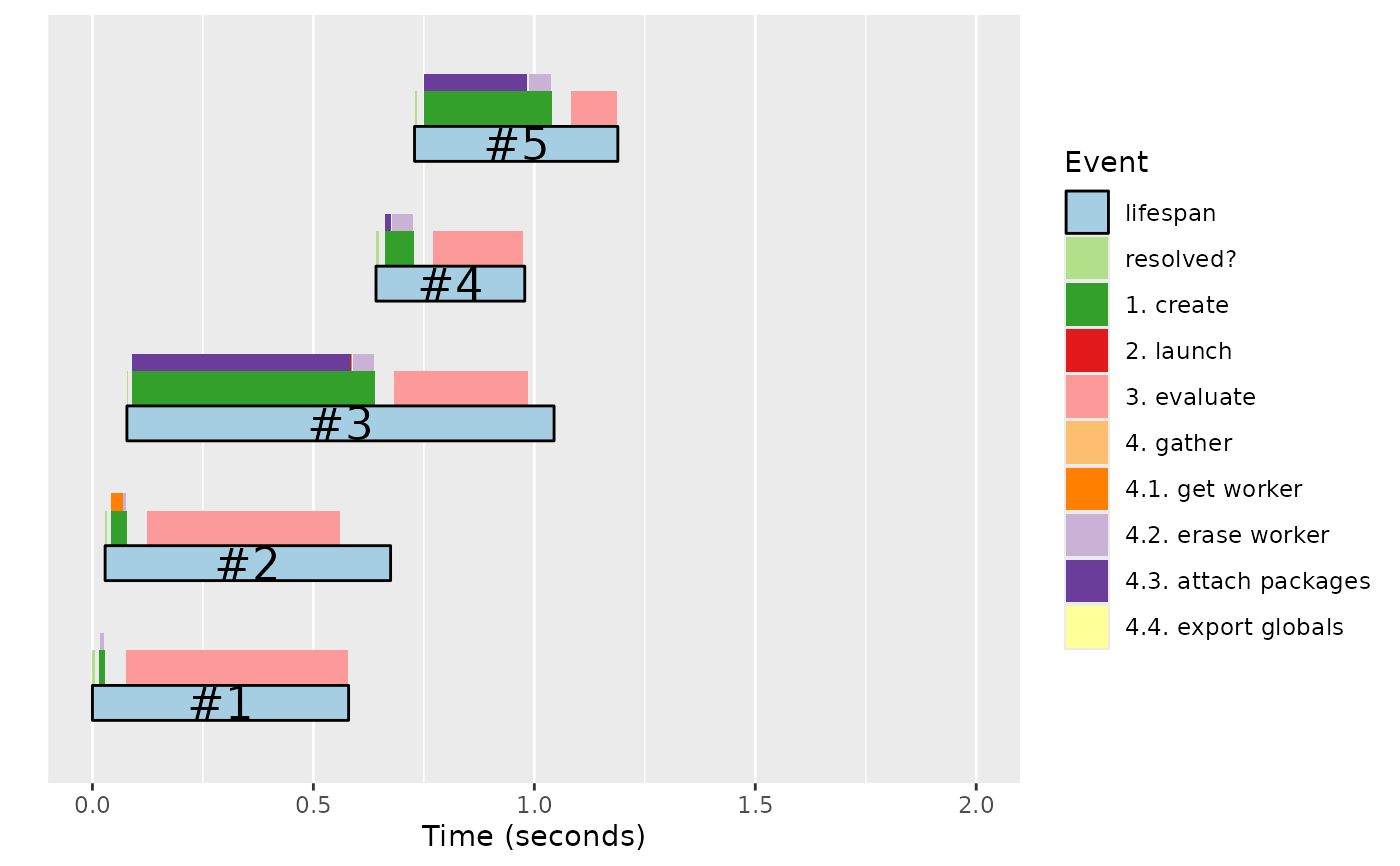 #5
#4
#3
#2
#1
0.0 0.5 1.0 1.5 2.0
Time (seconds)
Event
lifespan
resolved?
1. create
2. launch
3. evaluate
4. gather
4.1. get worker
4.2. erase worker
4.3. attach packages
4.4. export globals